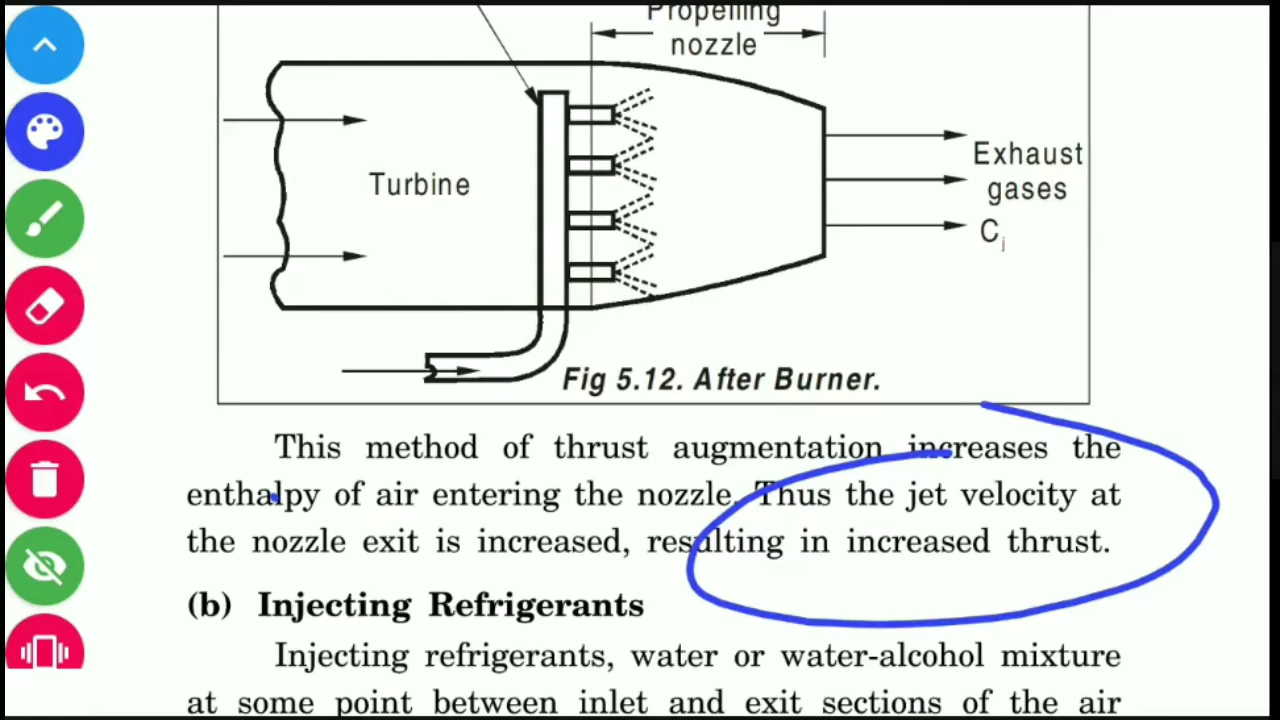 Propelling
nozzle
Turbine
Exhaust
gases
Cj
Fig 5.12. After Burner.
This method of thrust augmentation increases the
enthalpy of air entering the nozzle. Thus the jet velocity at
the nozzle exit is increased, resulting in increased thrust.
(b) Injecting Refrigerants
Injecting refrigerants, water or water-alcohol mixture
at some point between inlet and exit sections of the air